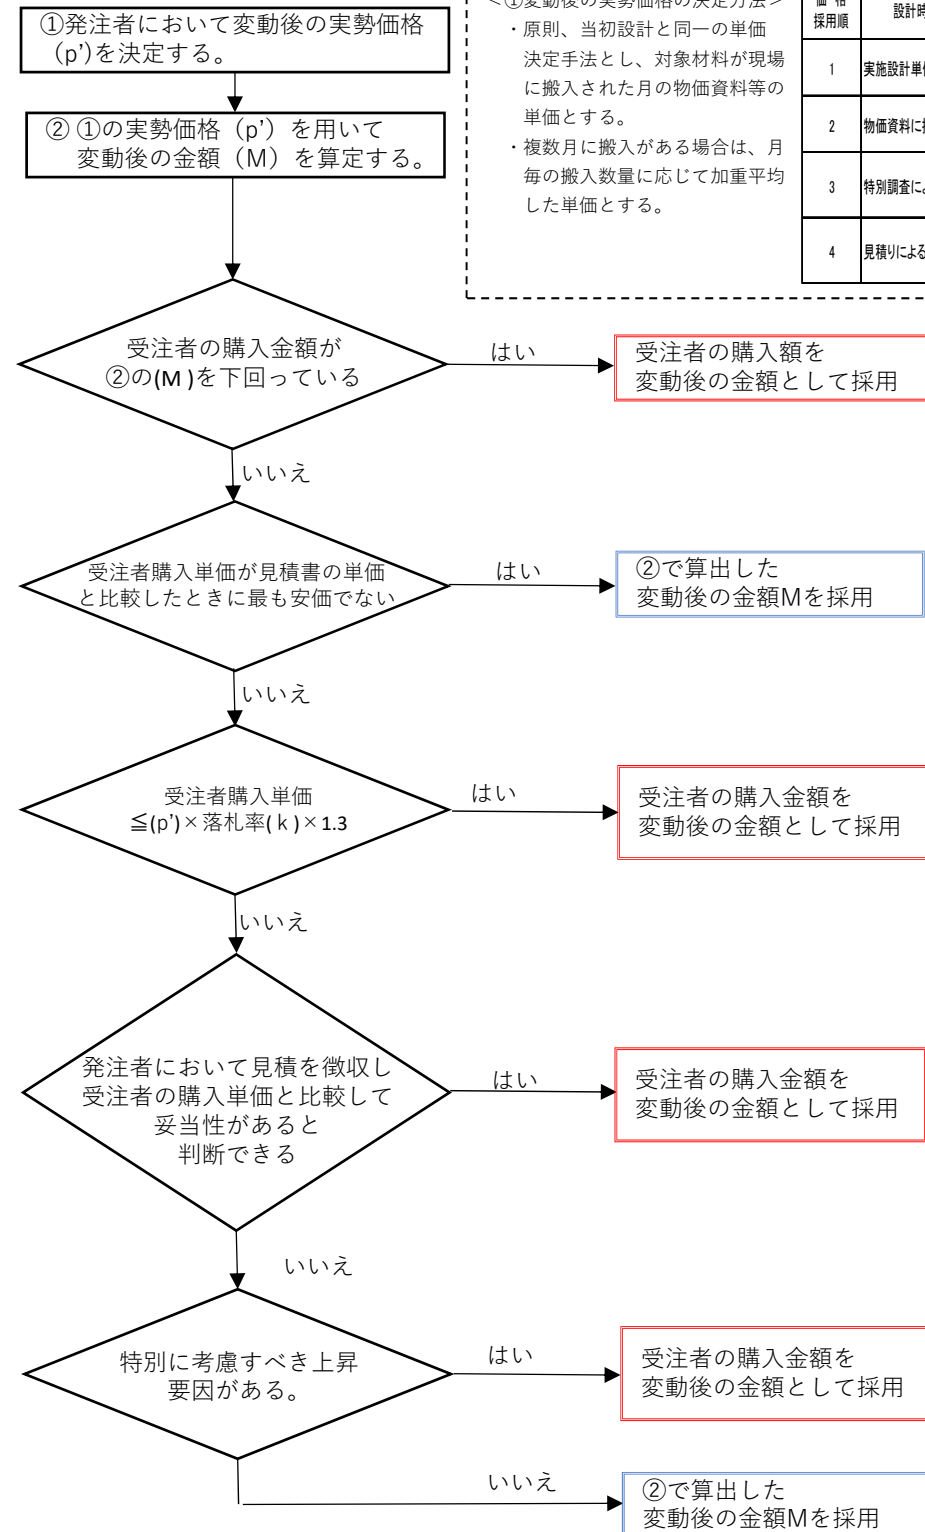 ①発注者において変動後の実勢価格
(p')を決定する。
② ①の実勢価格（p'）を用いて
変動後の金額（M）を算定する。
・原則、当初設計と同一の単価
決定手法とし、対象材料が現場
に搬入された月の物価資料等の
単価とする。
・複数月に搬入がある場合は、月
毎の搬入数量に応じて加重平均
した単価とする。
採用順
設計時
1
実施設計単価
2
物価資料に
3
特別調査に
4
見積りによる
受注者の購入金額が
②の(M )を下回っている
はい
受注者の購入額を
変動後の金額として採用
いいえ
受注者購入単価が見積書の単価
と比較したときに最も安価でない
はい
②で算出した
変動後の金額Mを採用
いいえ
受注者購入単価
≦(p')×落札率(ｋ)×1.3
はい
受注者の購入金額を
変動後の金額として採用
いいえ
発注者において見積を徴収し
受注者の購入単価と比較して
妥当性があると
判断できる
はい
受注者の購入金額を
変動後の金額として採用
いいえ
特別に考慮すべき上昇
要因がある。
はい
受注者の購入金額を
変動後の金額として採用
いいえ
②で算出した
変動後の金額Mを採用